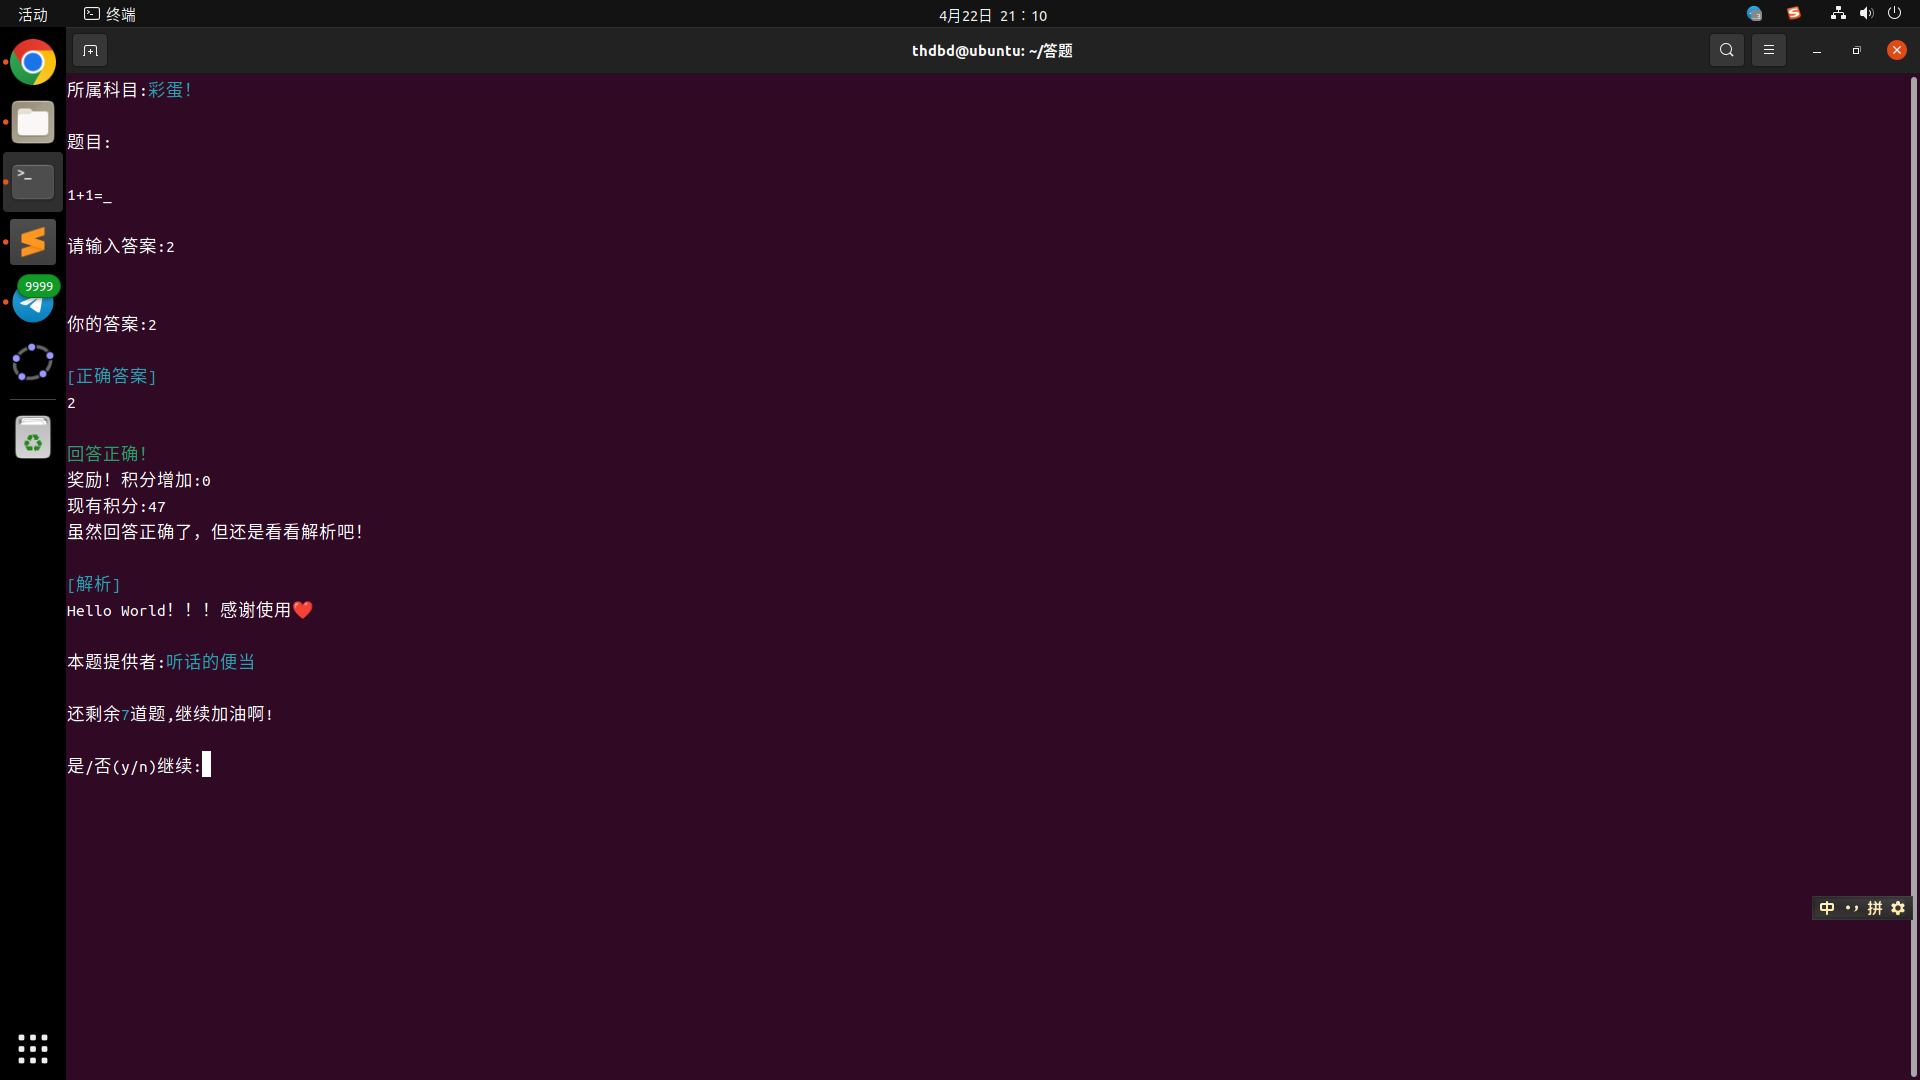 活动 终端 4月22日 21:10
thdbd@ubuntu: ~/答题
所属科目:彩蛋!
题目:
1+1=_
请输入答案:2
你的答案:2
[正确答案]
2
回答正确!
奖励! 积分增加:0
现有积分:47
虽然回答正确了, 但还是看看解析吧!
[解析]
Hello World! ! ! 感谢使用❤️
本题提供者:听话的便当
还剩余7道题,继续加油啊!
是/否(y/n)继续:
9999
中 •, 拼